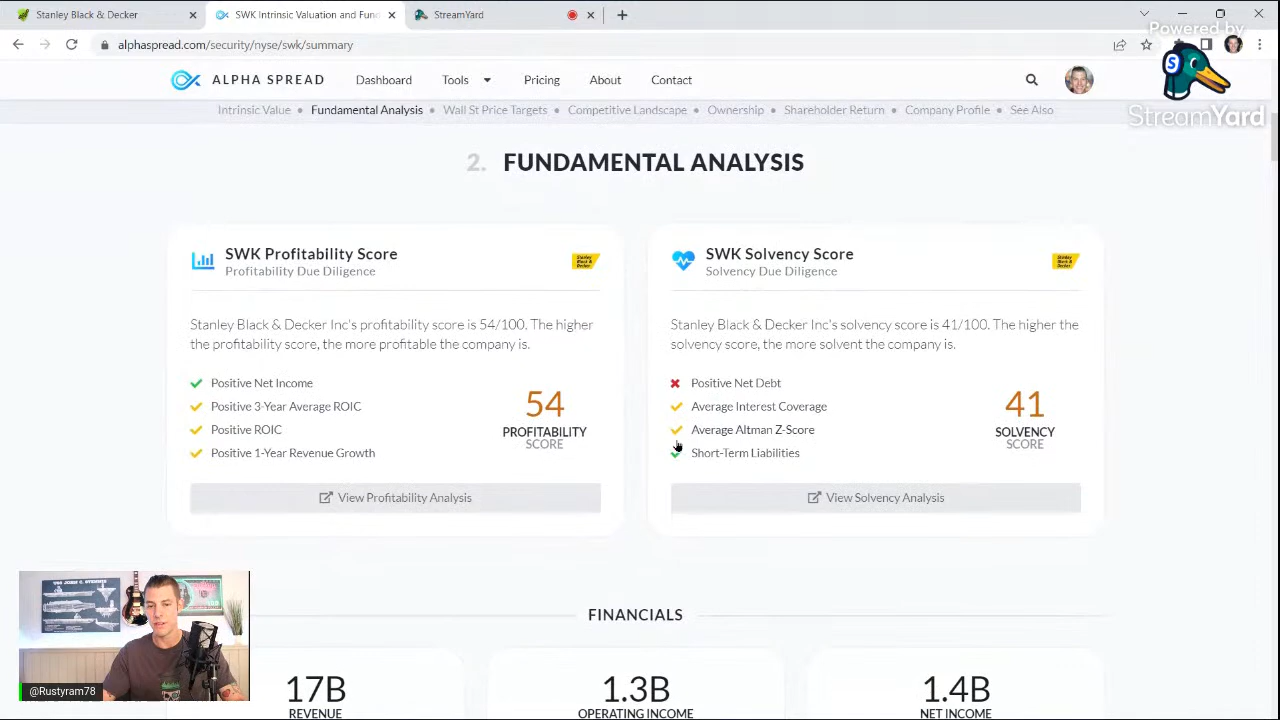 Stanley Black & Decker
SWK Intrinsic Valuation and Fund
StreamYard
alphaspread.com/security/nyse/swk/summary
Powered by
StreamYard
ALPHA SPREAD
Dashboard
Tools
Pricing
About
Contact
Intrinsic Value • Fundamental Analysis • Wall St Price Targets • Competitive Landscape • Ownership • Shareholder Return • Company Profile • See Also
2. FUNDAMENTAL ANALYSIS
SWK Profitability Score
Profitability Due Diligence
Stanley Black & Decker Inc's profitability score is 54/100. The higher
the profitability score, the more profitable the company is.
Positive Net Income
Positive 3-Year Average ROIC
Positive ROIC
Positive 1-Year Revenue Growth
54
PROFITABILITY
SCORE
View Profitability Analysis
SWK Solvency Score
Solvency Due Diligence
Stanley Black & Decker Inc's solvency score is 41/100. The higher the
solvency score, the more solvent the company is.
Positive Net Debt
Average Interest Coverage
Average Altman Z-Score
Short-Term Liabilities
41
SOLVENCY
SCORE
View Solvency Analysis
FINANCIALS
17B
REVENUE
1.3B
OPERATING INCOME
1.4B
NET INCOME
@Rustyram78